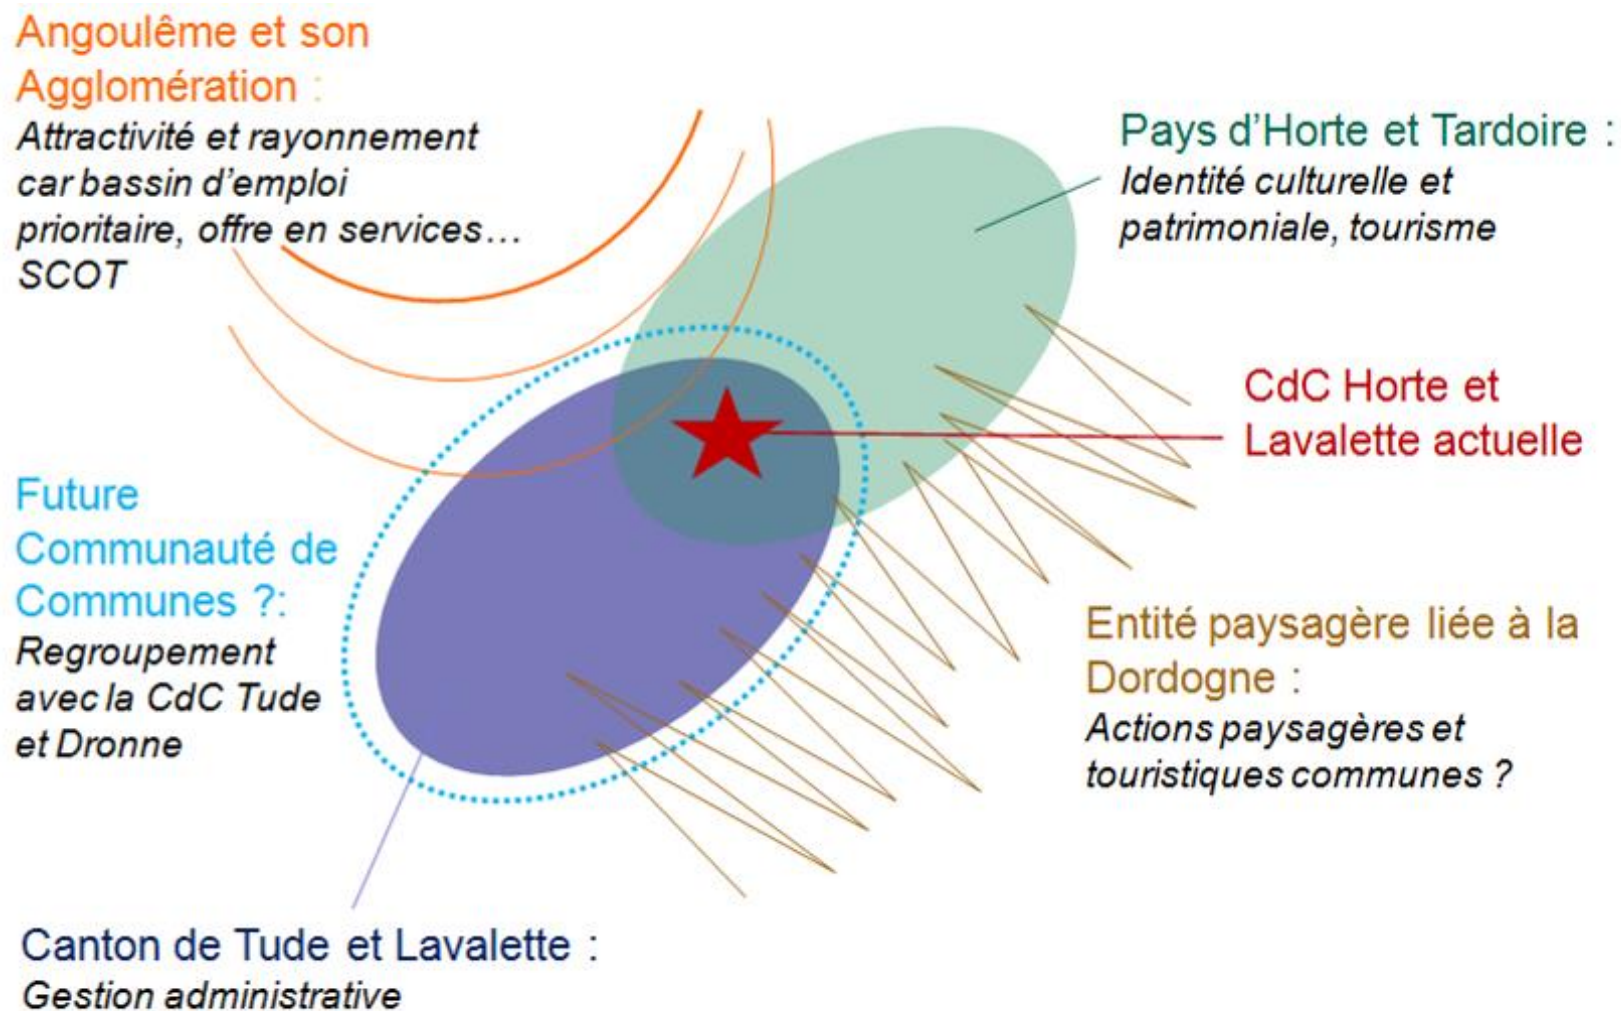 Angoulême et son
Agglomération :
Attractivité et rayonnement
car bassin d'emploi
prioritaire, offre en services…
SCOT
Pays d'Horte et Tardoire :
Identité culturelle et
patrimoniale, tourisme
CdC Horte et
Lavalette actuelle
Future
Communauté de
Communes ?:
Regroupement
avec la CdC Tude
et Dronne
Entité paysagère liée à la
Dordogne :
Actions paysagères et
touristiques communes ?
Canton de Tude et Lavalette :
Gestion administrative